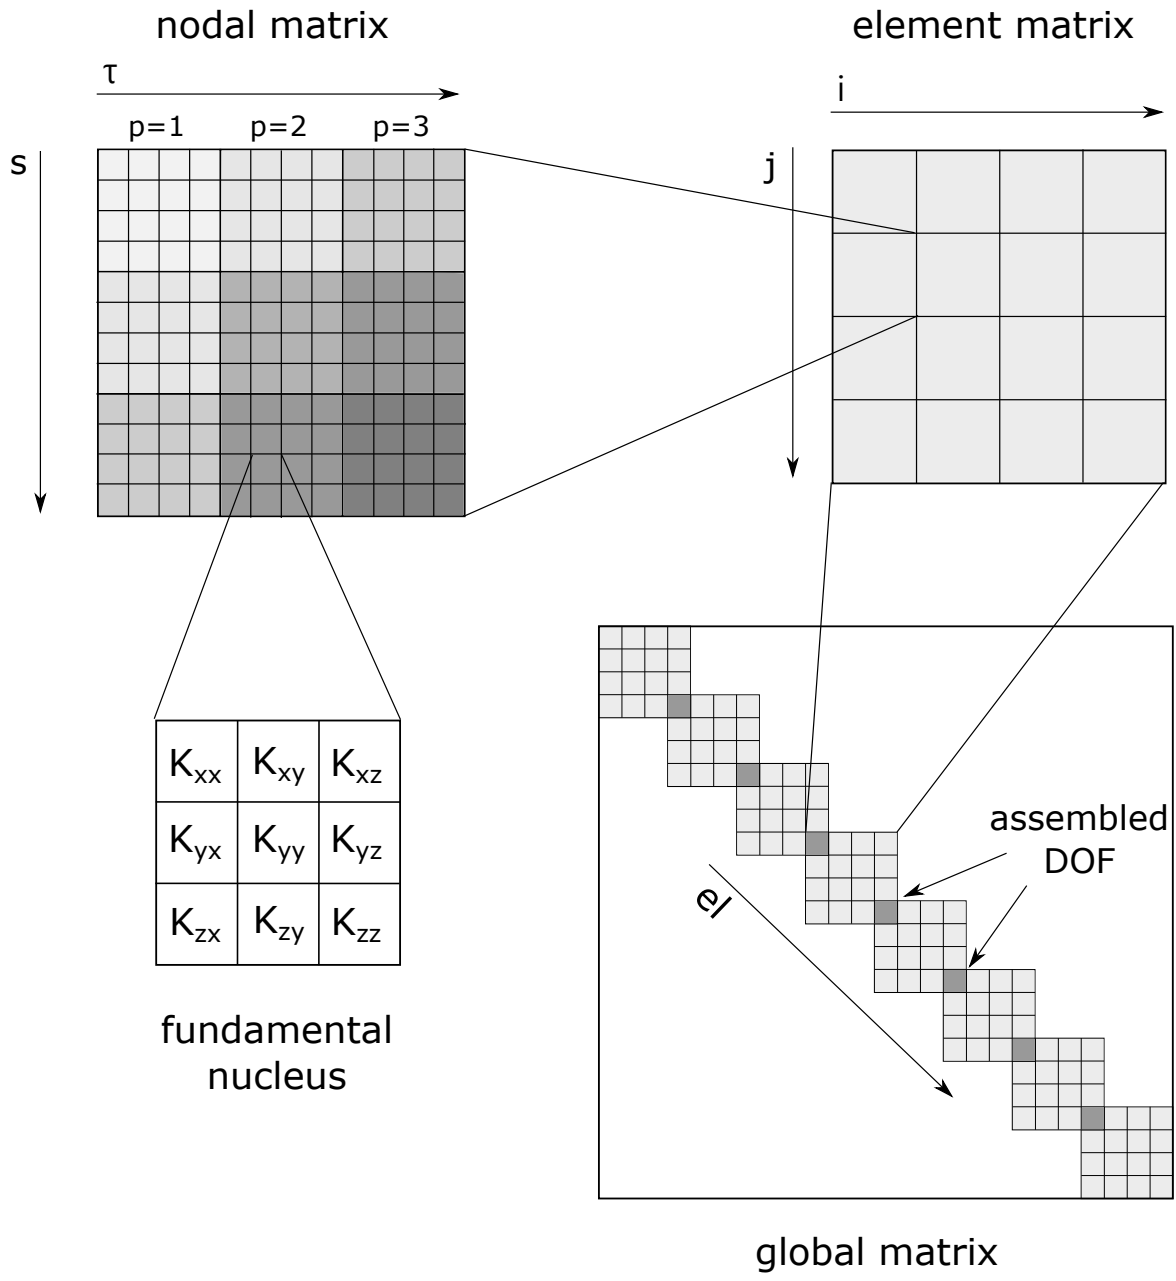 nodal matrix
element matrix
τ
i
p=1 p=2 p=3
s
j
K_xx K_xy K_xz
K_yx K_yy K_yz
K_zx K_zy K_zz
fundamental
nucleus
assembled
DOF
el
global matrix